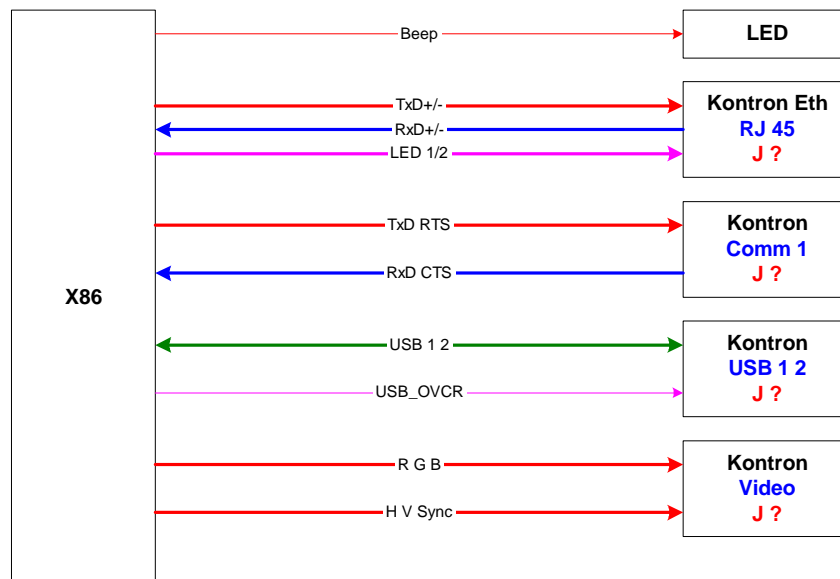 X86
Beep
LED
TxD+/-
RxD+/-
LED 1/2
Kontron Eth
RJ 45
J ?
TxD RTS
RxD CTS
Kontron
Comm 1
J ?
USB 1 2
USB_OVCR
Kontron
USB 1 2
J ?
R G B
H V Sync
Kontron
Video
J ?